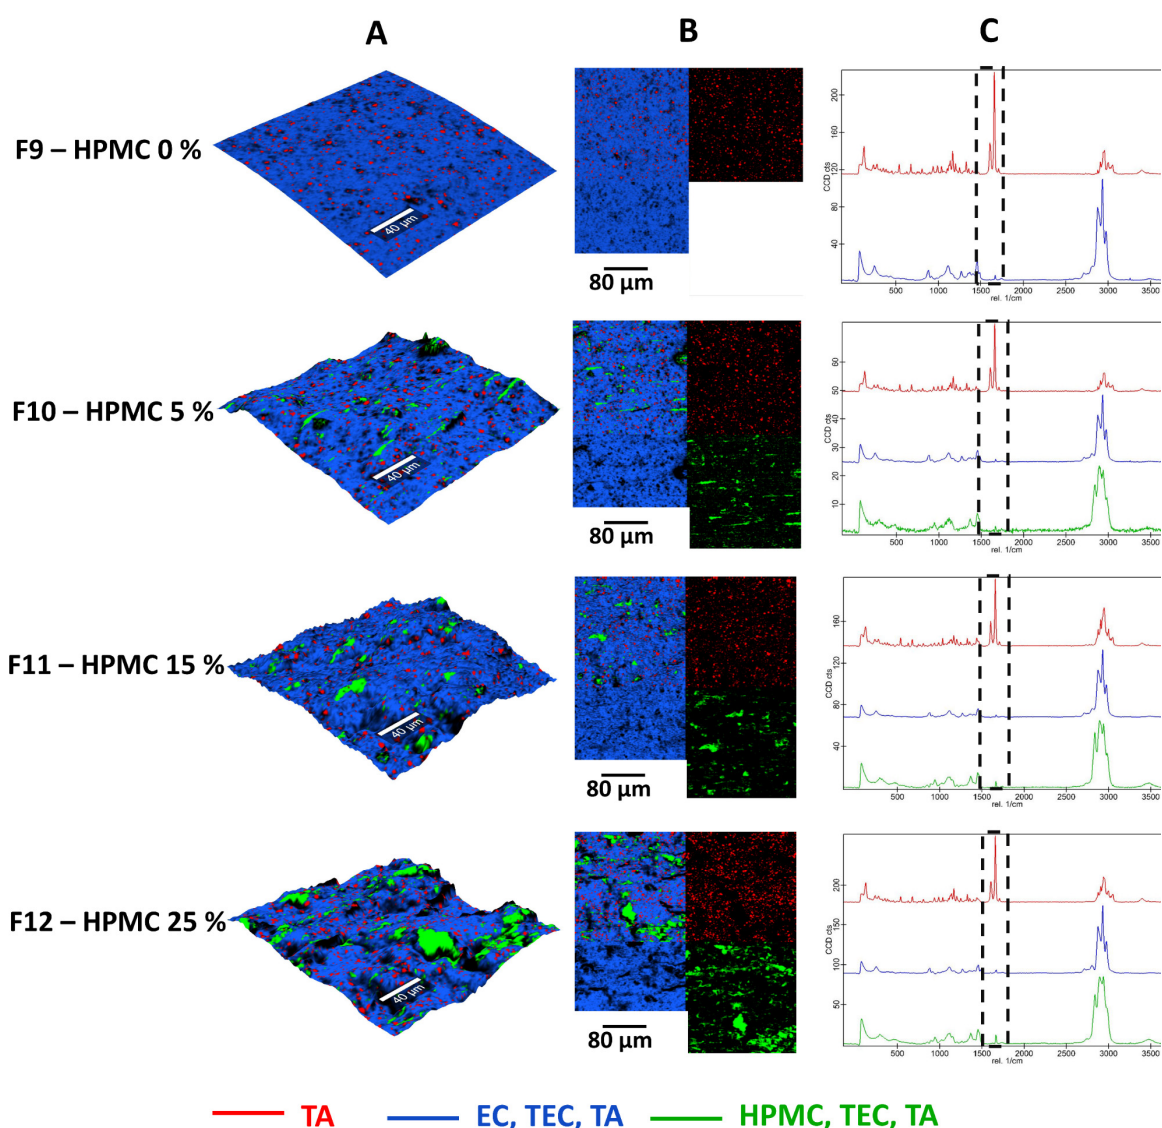 A B C
F9 – HPMC 0 %
40 µm
80 µm
200
160
120
80
40
CCD cts
500 1000 1500 2000 2500 3000 3500
rel. 1/cm
F10 – HPMC 5 %
40 µm
80 µm
60
50
40
30
20
10
CCD cts
500 1000 1500 2000 2500 3000 3500
rel. 1/cm
F11 – HPMC 15 %
40 µm
80 µm
160
120
80
40
CCD cts
500 1000 1500 2000 2500 3000 3500
rel. 1/cm
F12 – HPMC 25 %
40 µm
80 µm
200
150
100
50
CCD cts
500 1000 1500 2000 2500 3000 3500
rel. 1/cm
TA EC, TEC, TA HPMC, TEC, TA